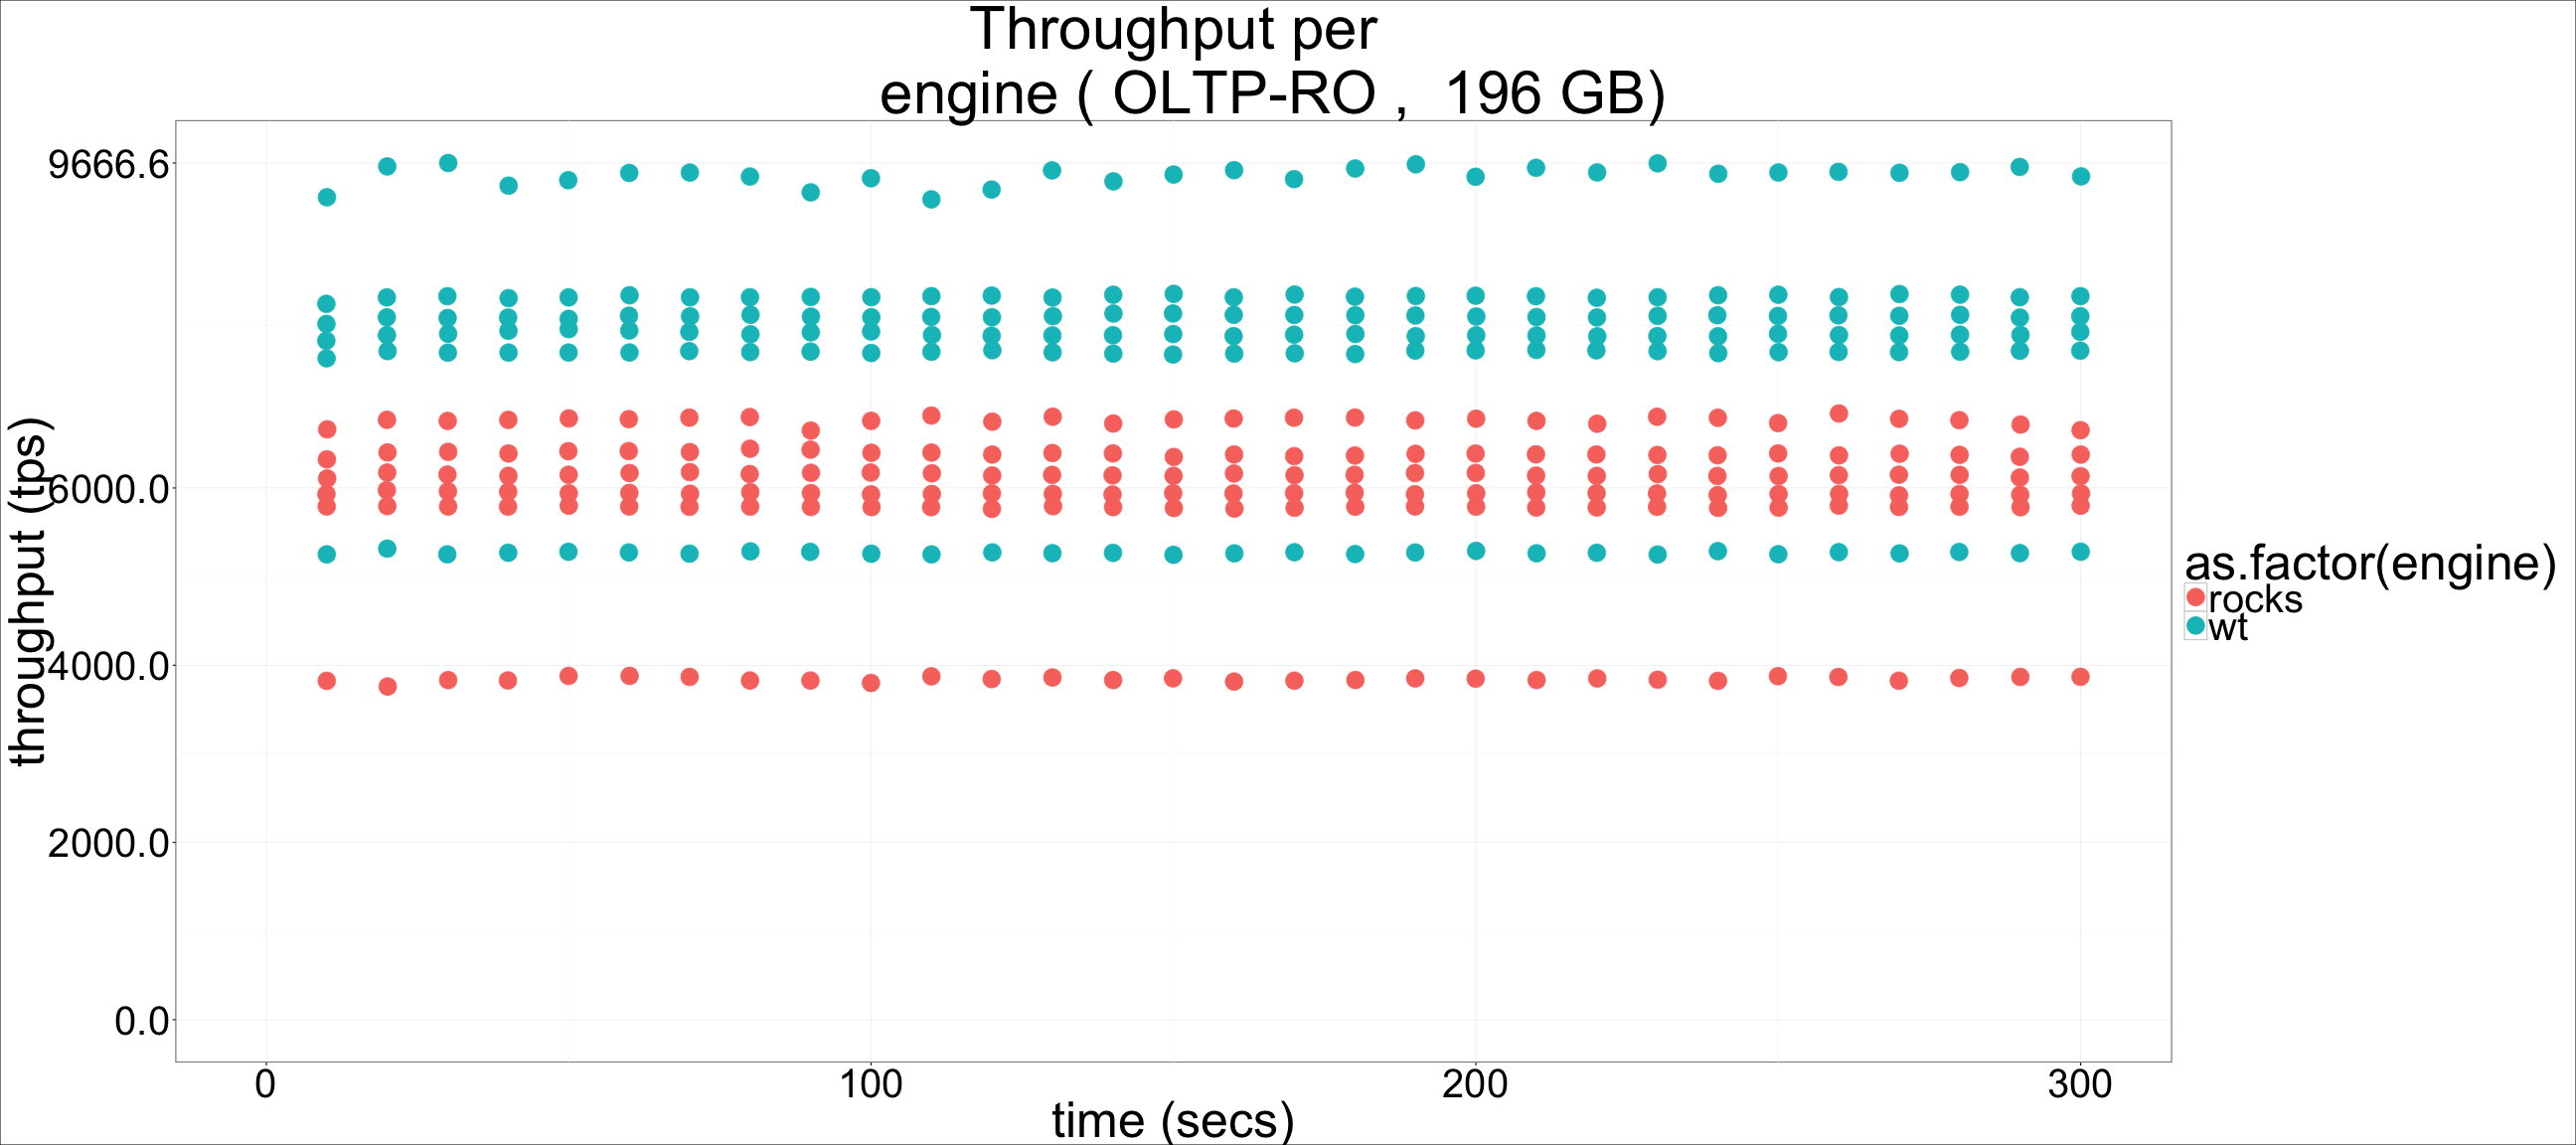 Throughput per
engine ( OLTP-RO ,  196 GB)
9666.6
6000.0
4000.0
2000.0
0.0
throughput (tps)
0
100
200
300
time (secs)
as.factor(engine)
rocks
wt